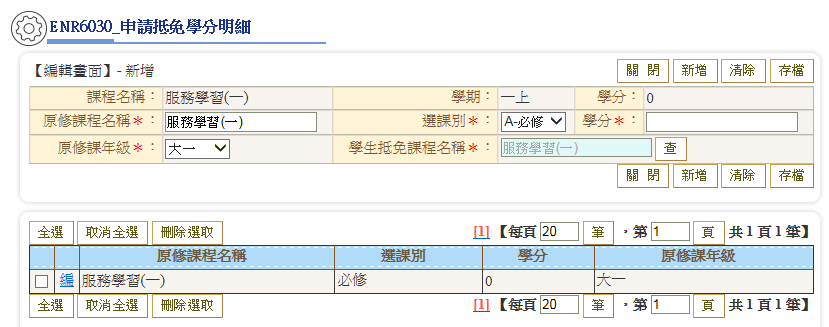 ENR6030_申請抵免學分明細
【編輯畫面】- 新增 關 閉 新增 清除 存檔
課程名稱： 服務學習(一) 學期： 一上 學分： 0
原修課程名稱＊： 服務學習(一) 選課別＊： A-必修 學分＊：
原修課年級＊： 大一 學生抵免課程名稱＊： 服務學習(一) 查
關 閉 新增 清除 存檔
全選 取消全選 刪除選取 [1] 【每頁 20 筆 ，第 1 頁 共 1 頁 1 筆】
原修課程名稱 選課別 學分 原修課年級
編 服務學習(一) 必修 0 大一
全選 取消全選 刪除選取 [1] 【每頁 20 筆 ，第 1 頁 共 1 頁 1 筆】